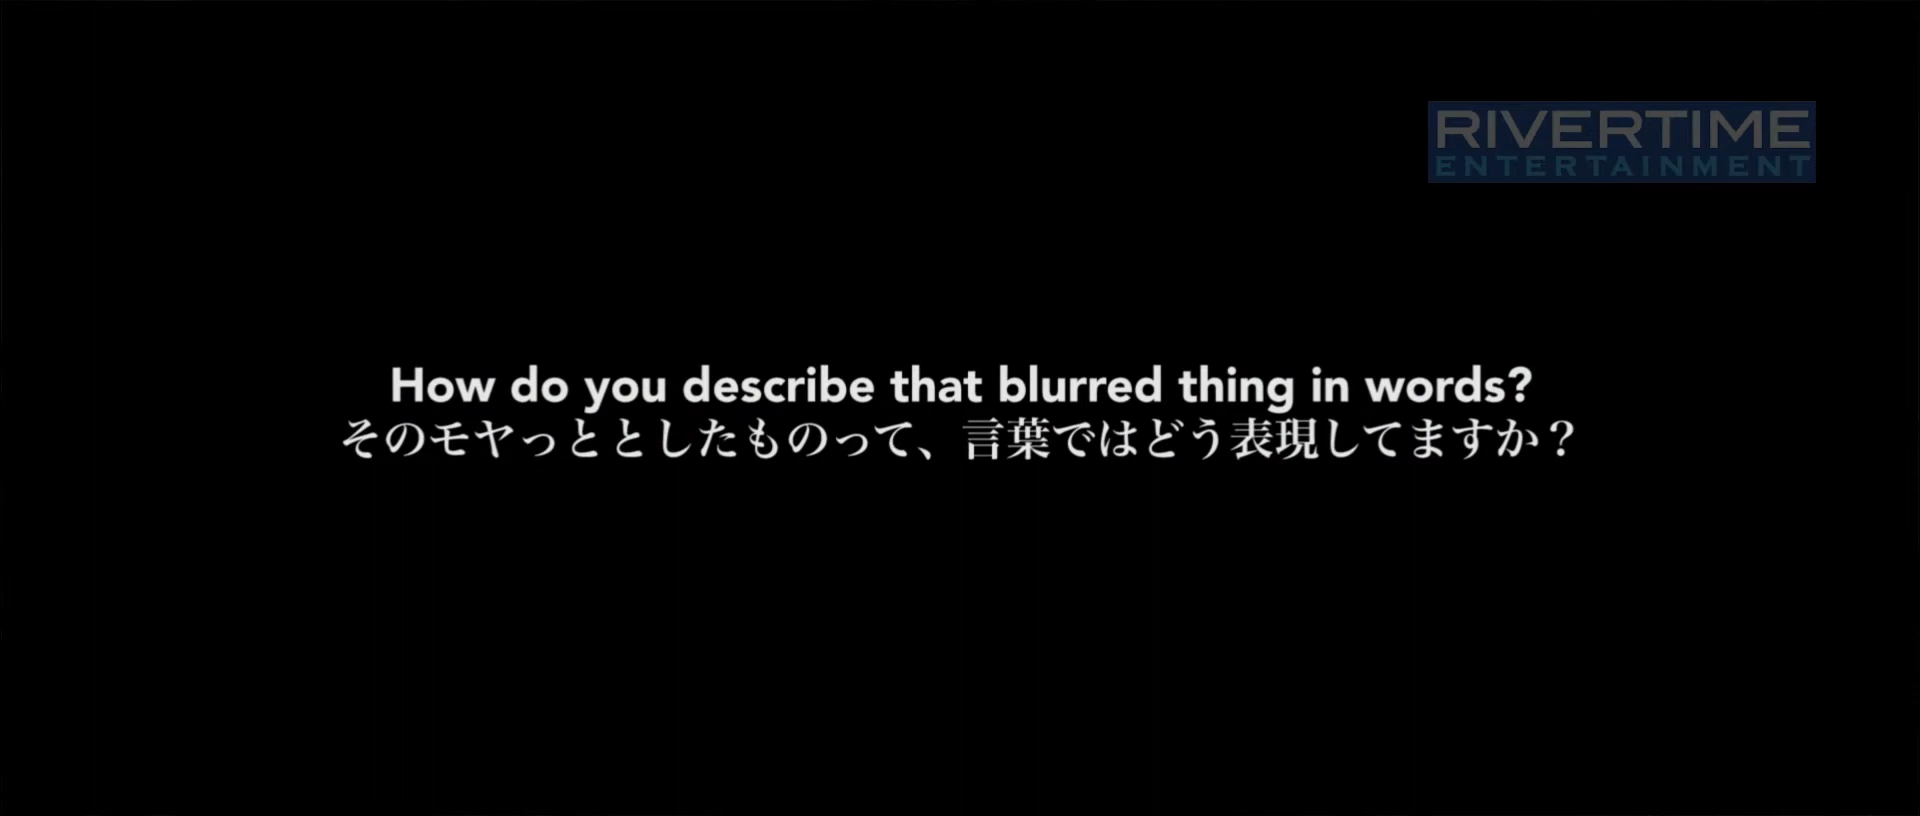 RIVERTIME
ENTERTAINMENT
How do you describe that blurred thing in words?
そのモヤっととしたものって、言葉ではどう表現してますか？